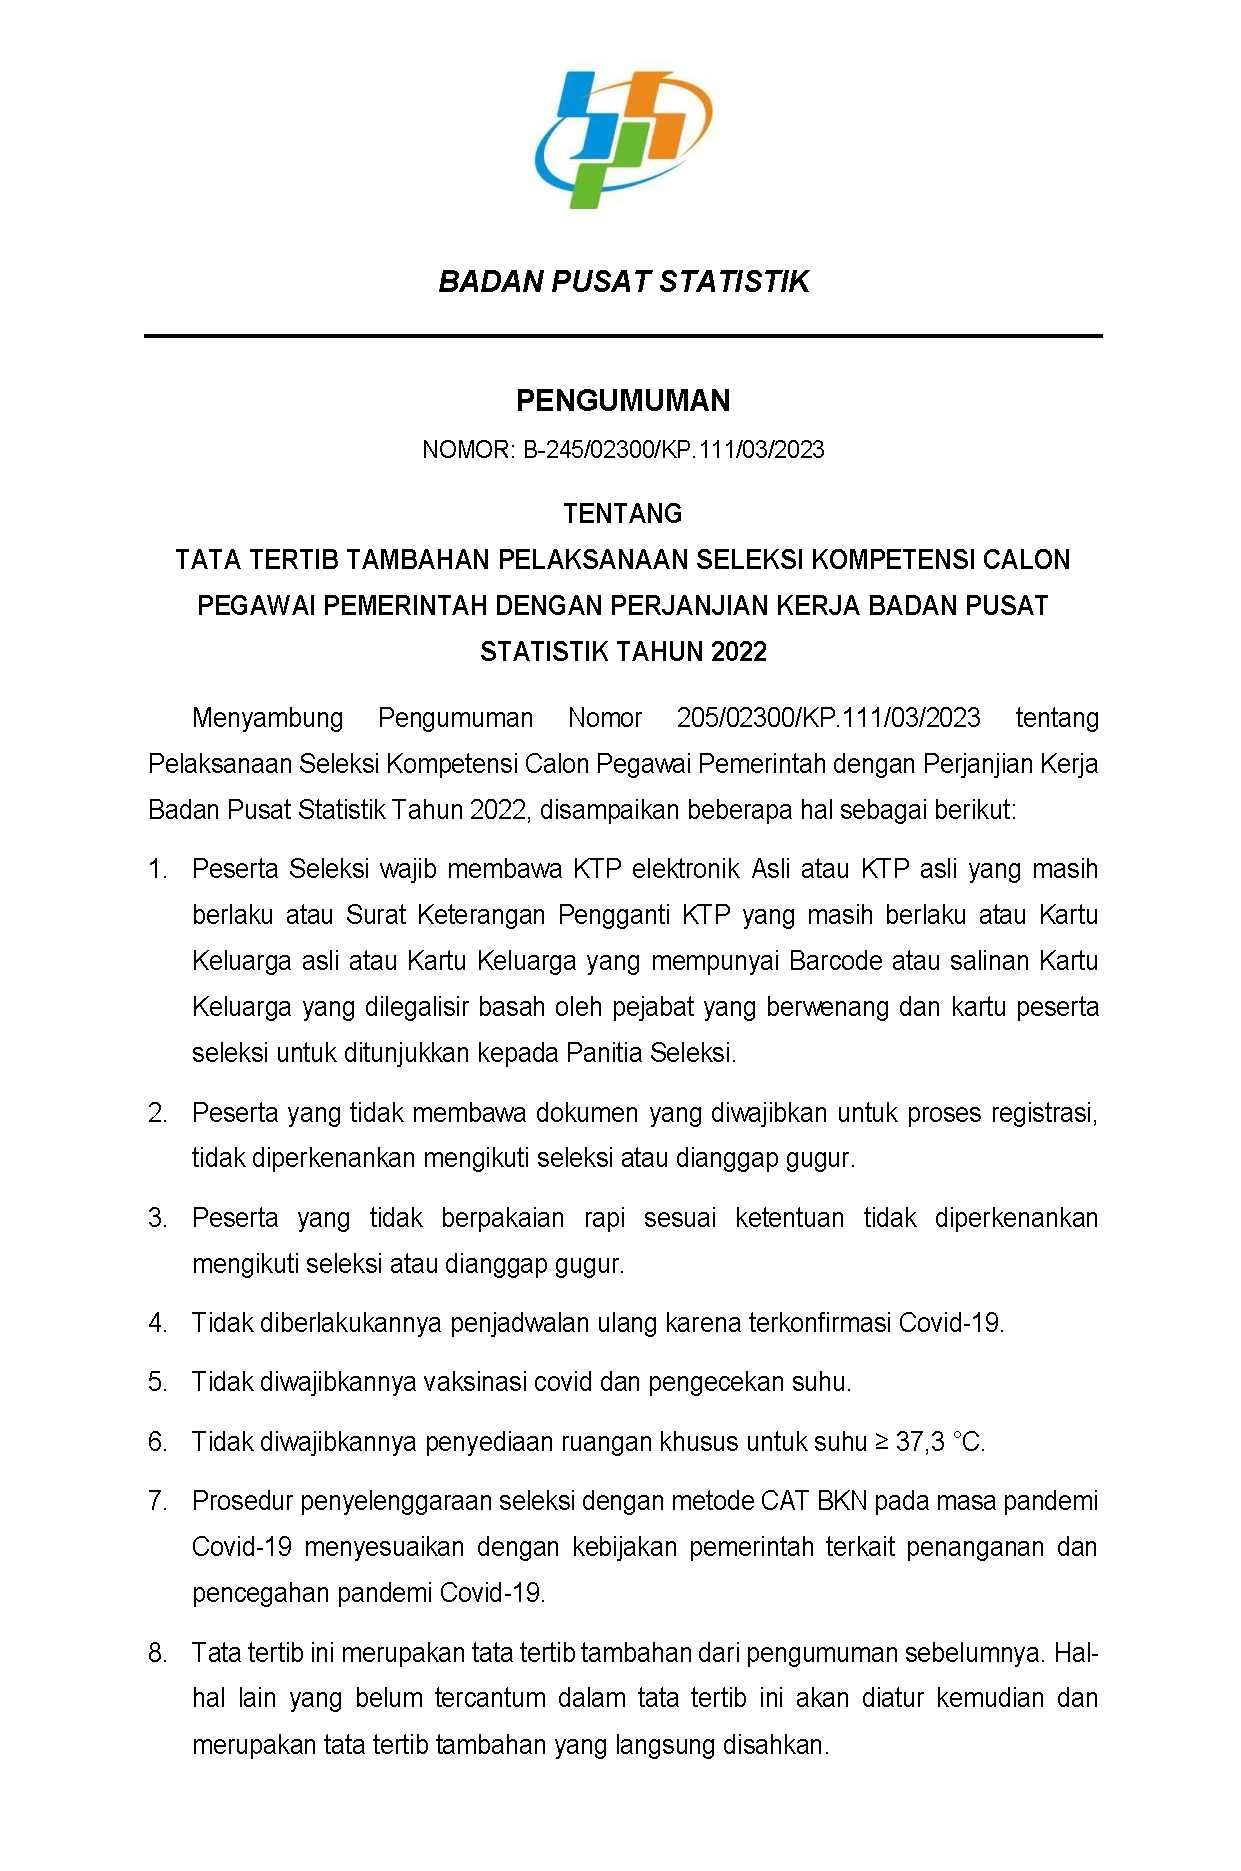 BADAN PUSAT STATISTIK
PENGUMUMAN
NOMOR: B-245/02300/KP.111/03/2023
TENTANG
TATA TERTIB TAMBAHAN PELAKSANAAN SELEKSI KOMPETENSI CALON
PEGAWAI PEMERINTAH DENGAN PERJANJIAN KERJA BADAN PUSAT
STATISTIK TAHUN 2022
Menyambung Pengumuman Nomor 205/02300/KP.111/03/2023 tentang
Pelaksanaan Seleksi Kompetensi Calon Pegawai Pemerintah dengan Perjanjian Kerja
Badan Pusat Statistik Tahun 2022, disampaikan beberapa hal sebagai berikut:
1. Peserta Seleksi wajib membawa KTP elektronik Asli atau KTP asli yang masih
berlaku atau Surat Keterangan Pengganti KTP yang masih berlaku atau Kartu
Keluarga asli atau Kartu Keluarga yang mempunyai Barcode atau salinan Kartu
Keluarga yang dilegalisir basah oleh pejabat yang berwenang dan kartu peserta
seleksi untuk ditunjukkan kepada Panitia Seleksi.
2. Peserta yang tidak membawa dokumen yang diwajibkan untuk proses registrasi,
tidak diperkenankan mengikuti seleksi atau dianggap gugur.
3. Peserta yang tidak berpakaian rapi sesuai ketentuan tidak diperkenankan
mengikuti seleksi atau dianggap gugur.
4. Tidak diberlakukannya penjadwalan ulang karena terkonfirmasi Covid-19.
5. Tidak diwajibkannya vaksinasi covid dan pengecekan suhu.
6. Tidak diwajibkannya penyediaan ruangan khusus untuk suhu ≥ 37,3 °C.
7. Prosedur penyelenggaraan seleksi dengan metode CAT BKN pada masa pandemi
Covid-19 menyesuaikan dengan kebijakan pemerintah terkait penanganan dan
pencegahan pandemi Covid-19.
8. Tata tertib ini merupakan tata tertib tambahan dari pengumuman sebelumnya. Hal-
hal lain yang belum tercantum dalam tata tertib ini akan diatur kemudian dan
merupakan tata tertib tambahan yang langsung disahkan.